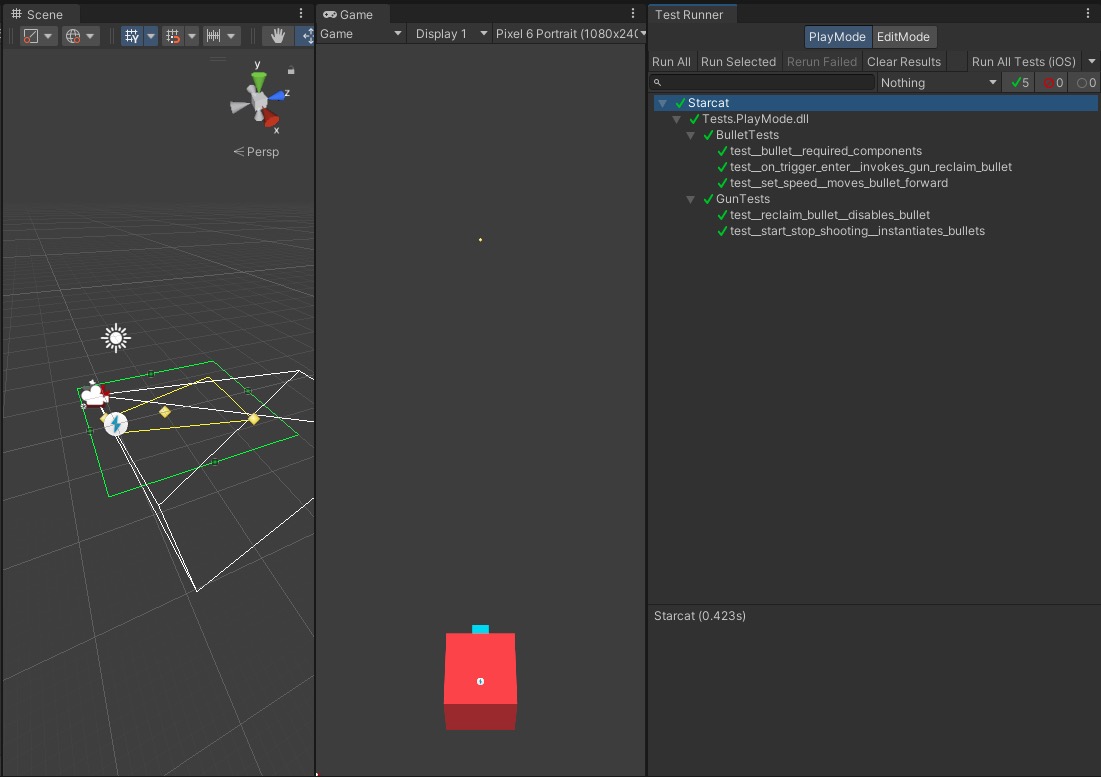 Scene
Game
Test Runner
PlayMode EditMode
Game Display 1 Pixel 6 Portrait (1080x240
Run All Run Selected Rerun Failed Clear Results Run All Tests (iOS)
Nothing 5 0 0
y
z
x
Persp
Starcat
Tests.PlayMode.dll
BulletTests
test__bullet__required_components
test__on_trigger_enter__invokes_gun_reclaim_bullet
test__set_speed__moves_bullet_forward
GunTests
test__reclaim_bullet__disables_bullet
test__start_stop_shooting__instantiates_bullets
Starcat (0.423s)